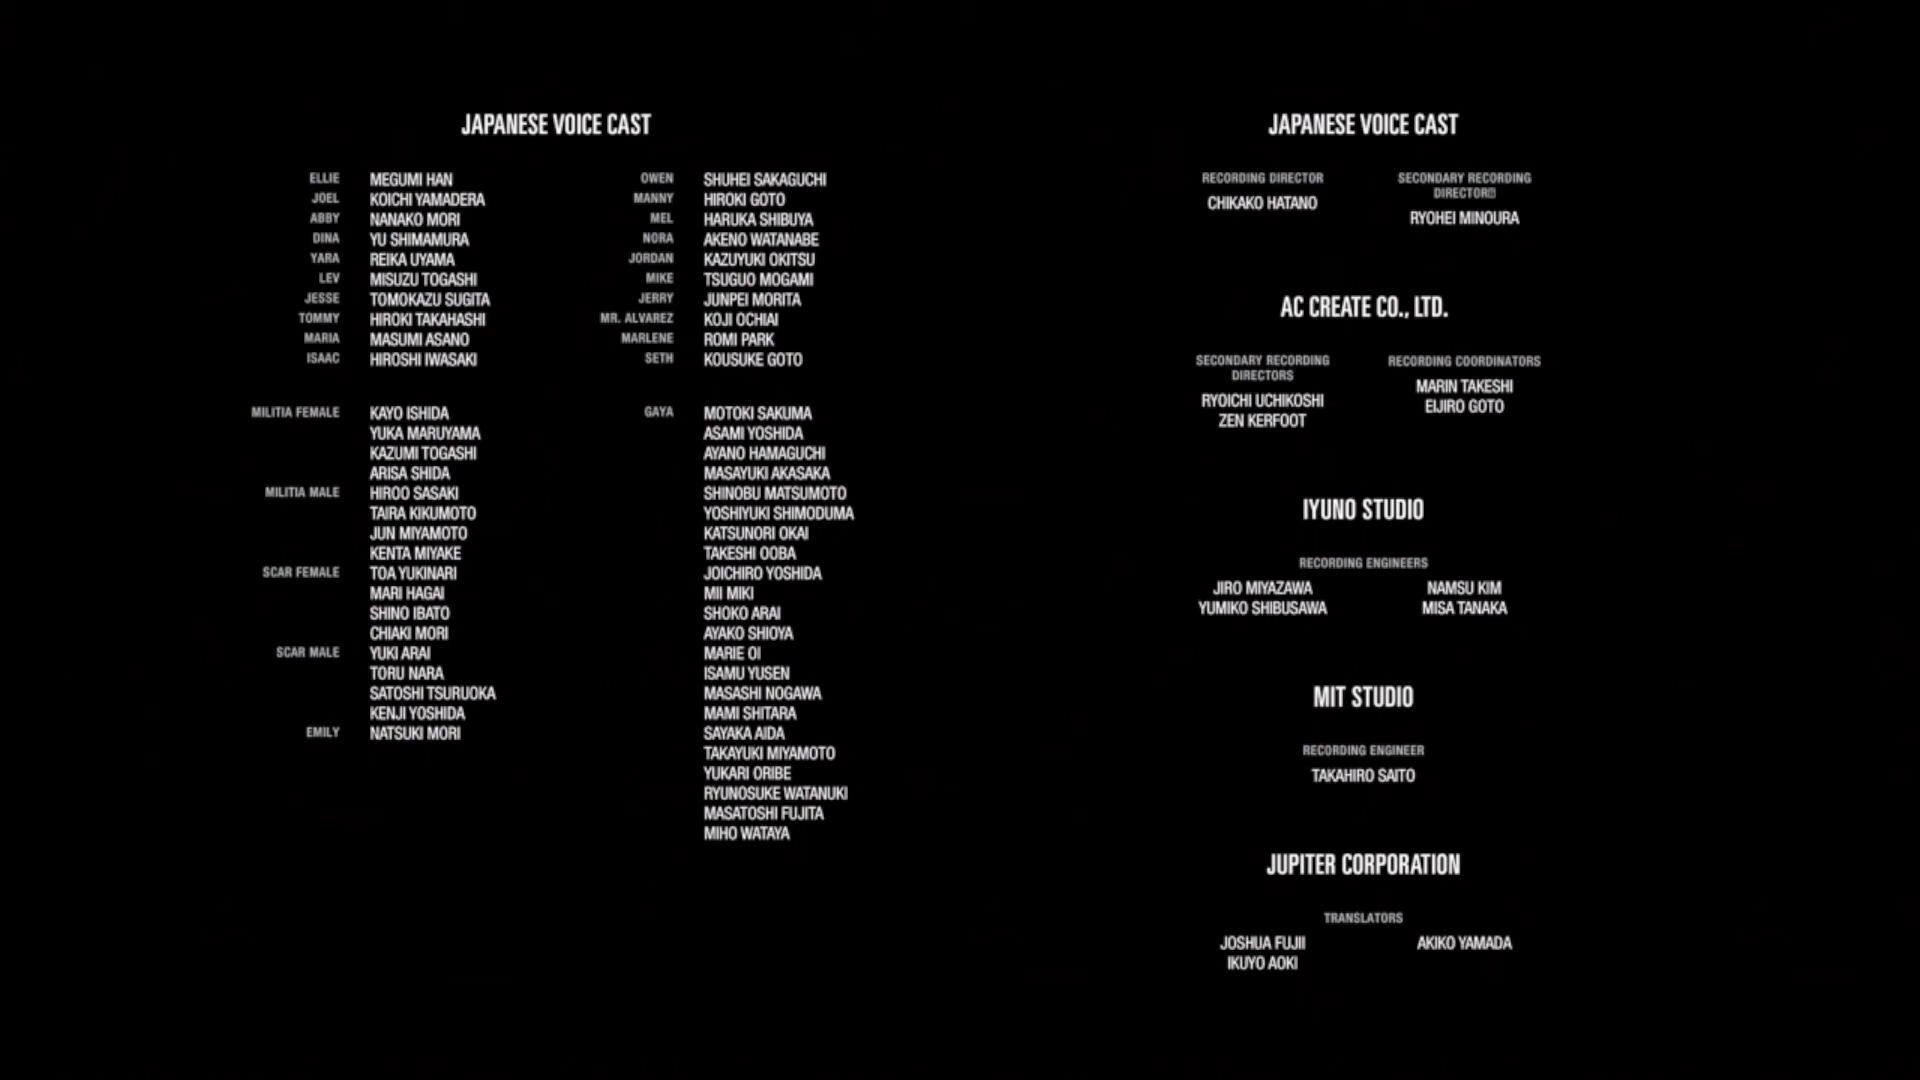 JAPANESE VOICE CAST
ELLIE MEGUMI HAN
JOEL KOICHI YAMADERA
ABBY NANAKO MORI
DINA YU SHIMAMURA
YARA REIKA UYAMA
LEV MISUZU TOGASHI
JESSE TOMOKAZU SUGITA
TOMMY HIROKI TAKAHASHI
MARIA MASUMI ASANO
ISAAC HIROSHI IWASAKI
MILITIA FEMALE KAYO ISHIDA
YUKA MARUYAMA
KAZUMI TOGASHI
ARISA SHIDA
MILITIA MALE HIROO SASAKI
TAIRA KIKUMOTO
JUN MIYAMOTO
KENTA MIYAKE
SCAR FEMALE TOA YUKINARI
MARI HAGAI
SHINO IBATO
CHIAKI MORI
SCAR MALE YUKI ARAI
TORU NARA
SATOSHI TSURUOKA
KENJI YOSHIDA
EMILY NATSUKI MORI
OWEN SHUHEI SAKAGUCHI
MANNY HIROKI GOTO
MEL HARUKA SHIBUYA
NORA AKENO WATANABE
JORDAN KAZUYUKI OKITSU
MIKE TSUGUO MOGAMI
JERRY JUNPEI MORITA
MR. ALVAREZ KOJI OCHIAI
MARLENE ROMI PARK
SETH KOUSUKE GOTO
GAYA MOTOKI SAKUMA
ASAMI YOSHIDA
AYANO HAMAGUCHI
MASAYUKI AKASAKA
SHINOBU MATSUMOTO
YOSHIYUKI SHIMODUMA
KATSUNORI OKAI
TAKESHI OOBA
JOICHIRO YOSHIDA
MII MIKI
SHOKO ARAI
AYAKO SHIOYA
MARIE OI
ISAMU YUSEN
MASASHI NOGAWA
MAMI SHITARA
SAYAKA AIDA
TAKAYUKI MIYAMOTO
YUKARI ORIBE
RYUNOSUKE WATANUKI
MASATOSHI FUJITA
MIHO WATAYA
JAPANESE VOICE CAST
RECORDING DIRECTOR
CHIKAKO HATANO
SECONDARY RECORDING
DIRECTOR
RYOHEI MINOURA
AC CREATE CO., LTD.
SECONDARY RECORDING
DIRECTORS
RYOICHI UCHIKOSHI
ZEN KERFOOT
RECORDING COORDINATORS
MARIN TAKESHI
EIJIRO GOTO
IYUNO STUDIO
RECORDING ENGINEERS
JIRO MIYAZAWA NAMSU KIM
YUMIKO SHIBUSAWA MISA TANAKA
MIT STUDIO
RECORDING ENGINEER
TAKAHIRO SAITO
JUPITER CORPORATION
TRANSLATORS
JOSHUA FUJII AKIKO YAMADA
IKUYO AOKI